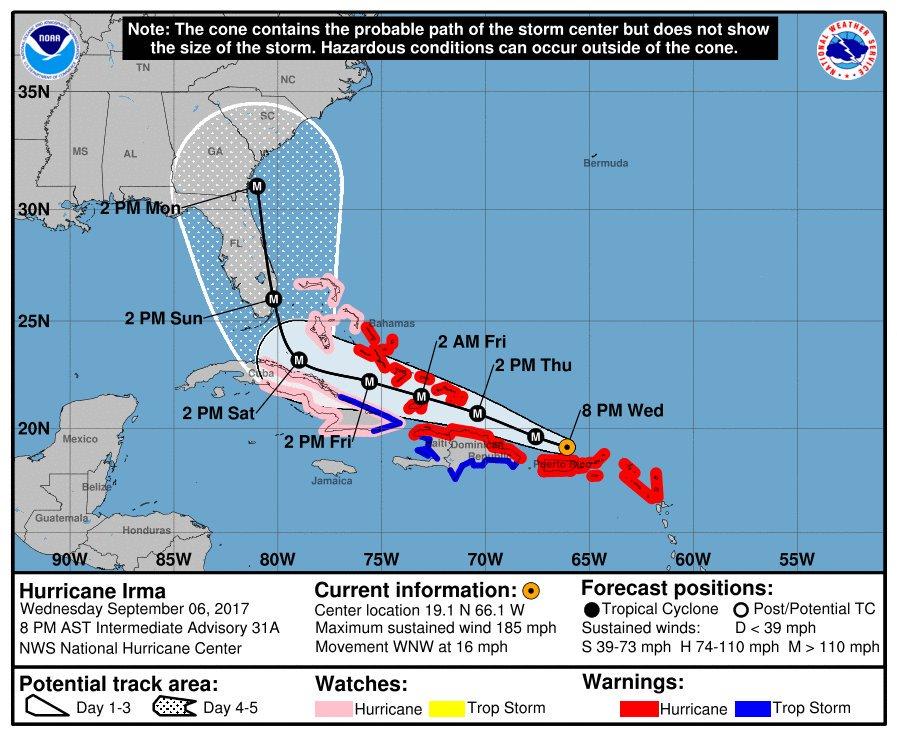 Note: The cone contains the probable path of the storm center but does not show
the size of the storm. Hazardous conditions can occur outside of the cone.
NOAA
NATIONAL WEATHER SERVICE
TN
NC
35N
SC
MS
AL
GA
Bermuda
2 PM Mon
M
30N
FL
M
2 PM Sun
25N
Bahamas
2 AM Fri
2 PM Thu
M
Cuba
M
M
M
8 PM Wed
2 PM Sat
2 PM Fri
M
20N
Mexico
Haiti
Dominican
Republic
Puerto Rico
Jamaica
Belize
Guatemala
Honduras
90W 85W 80W 75W 70W 65W 60W 55W
Hurricane Irma
Wednesday September 06, 2017
8 PM AST Intermediate Advisory 31A
NWS National Hurricane Center
Current information:
Center location 19.1 N 66.1 W
Maximum sustained wind 185 mph
Movement WNW at 16 mph
Forecast positions:
Tropical Cyclone Post/Potential TC
Sustained winds: D < 39 mph
S 39-73 mph H 74-110 mph M > 110 mph
Potential track area:
Day 1-3 Day 4-5
Watches:
Hurricane Trop Storm
Warnings:
Hurricane Trop Storm